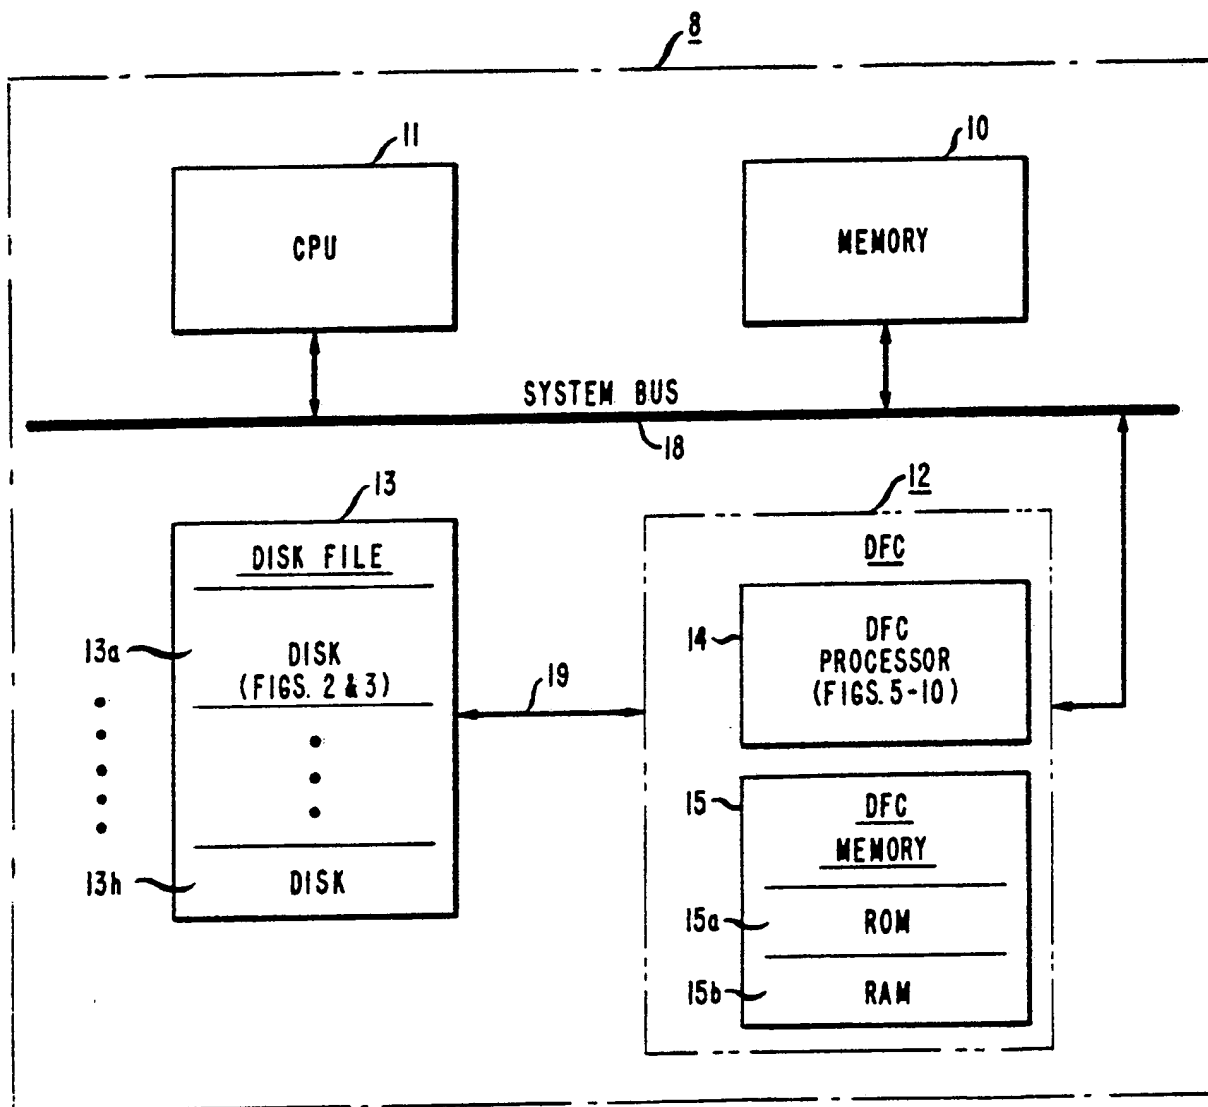 8
11
10
CPU
MEMORY
SYSTEM BUS
18
13
12
DISK FILE
DFC
13a
DISK
(FIGS. 2 & 3)
19
14
DFC
PROCESSOR
(FIGS. 5-10)
15
DFC
MEMORY
13h
DISK
15a
ROM
15b
RAM